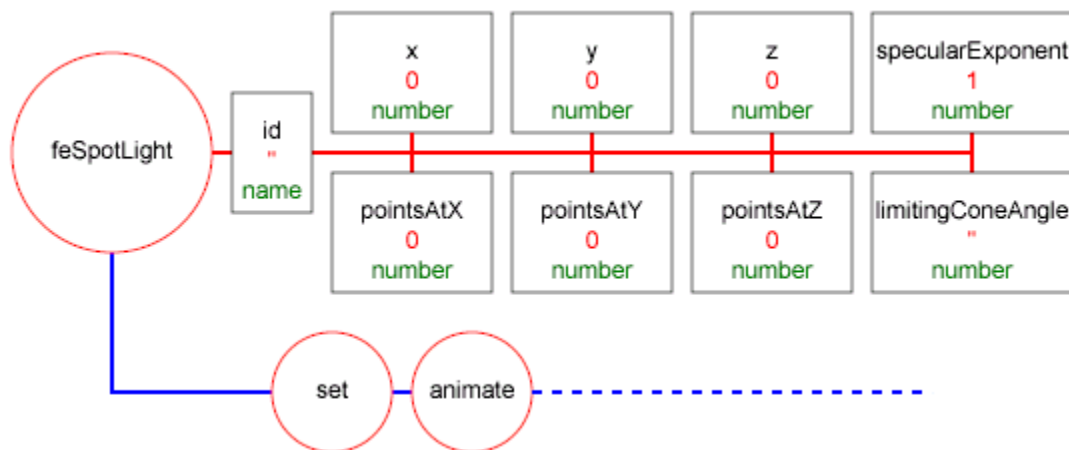 feSpotLight
id
"
name
x
0
number
y
0
number
z
0
number
specularExponent
1
number
pointsAtX
0
number
pointsAtY
0
number
pointsAtZ
0
number
limitingConeAngle
"
number
set
animate